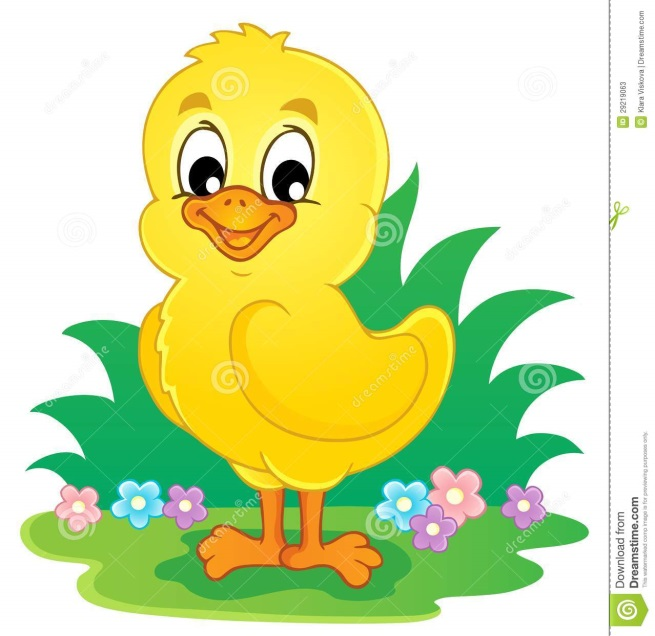 dreamstime.
ID 29219063
© Klara Viskova | Dreamstime.com
Download from
Dreamstime.com
This watermarked comp image is for previewing purposes only.